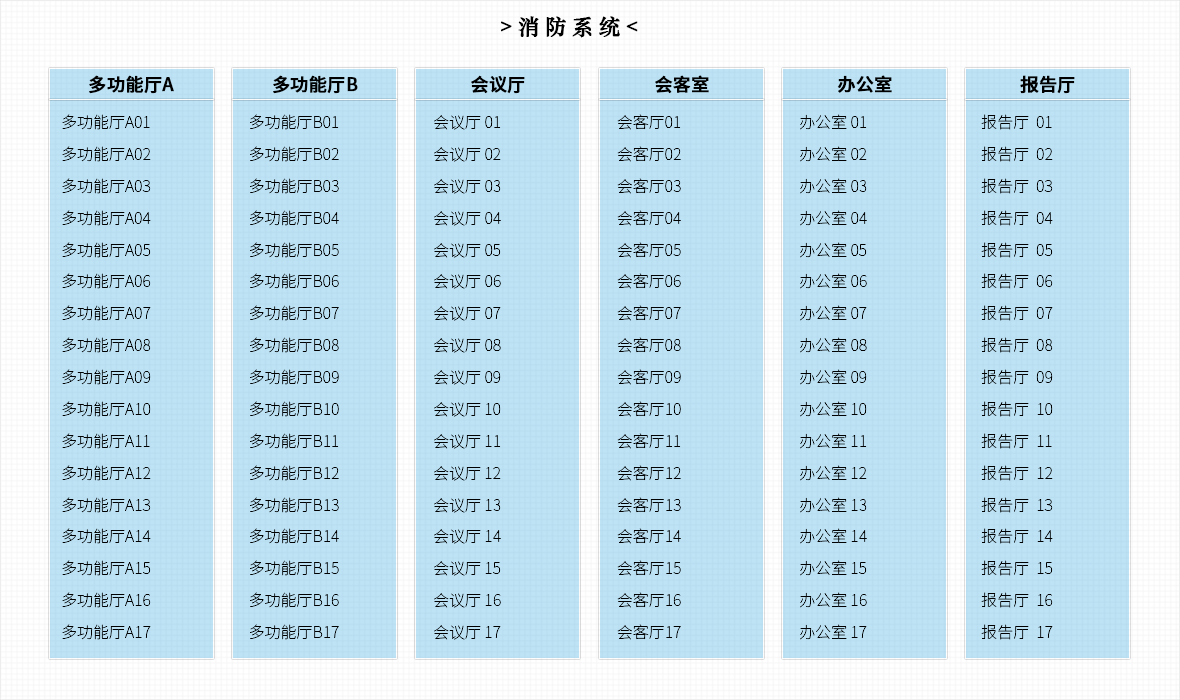 >消防系统<
多功能厅A
多功能厅A01
多功能厅A02
多功能厅A03
多功能厅A04
多功能厅A05
多功能厅A06
多功能厅A07
多功能厅A08
多功能厅A09
多功能厅A10
多功能厅A11
多功能厅A12
多功能厅A13
多功能厅A14
多功能厅A15
多功能厅A16
多功能厅A17
多功能厅B
多功能厅B01
多功能厅B02
多功能厅B03
多功能厅B04
多功能厅B05
多功能厅B06
多功能厅B07
多功能厅B08
多功能厅B09
多功能厅B10
多功能厅B11
多功能厅B12
多功能厅B13
多功能厅B14
多功能厅B15
多功能厅B16
多功能厅B17
会议厅
会议厅 01
会议厅 02
会议厅 03
会议厅 04
会议厅 05
会议厅 06
会议厅 07
会议厅 08
会议厅 09
会议厅 10
会议厅 11
会议厅 12
会议厅 13
会议厅 14
会议厅 15
会议厅 16
会议厅 17
会客室
会客厅01
会客厅02
会客厅03
会客厅04
会客厅05
会客厅06
会客厅07
会客厅08
会客厅09
会客厅10
会客厅11
会客厅12
会客厅13
会客厅14
会客厅15
会客厅16
会客厅17
办公室
办公室 01
办公室 02
办公室 03
办公室 04
办公室 05
办公室 06
办公室 07
办公室 08
办公室 09
办公室 10
办公室 11
办公室 12
办公室 13
办公室 14
办公室 15
办公室 16
办公室 17
报告厅
报告厅 01
报告厅 02
报告厅 03
报告厅 04
报告厅 05
报告厅 06
报告厅 07
报告厅 08
报告厅 09
报告厅 10
报告厅 11
报告厅 12
报告厅 13
报告厅 14
报告厅 15
报告厅 16
报告厅 17